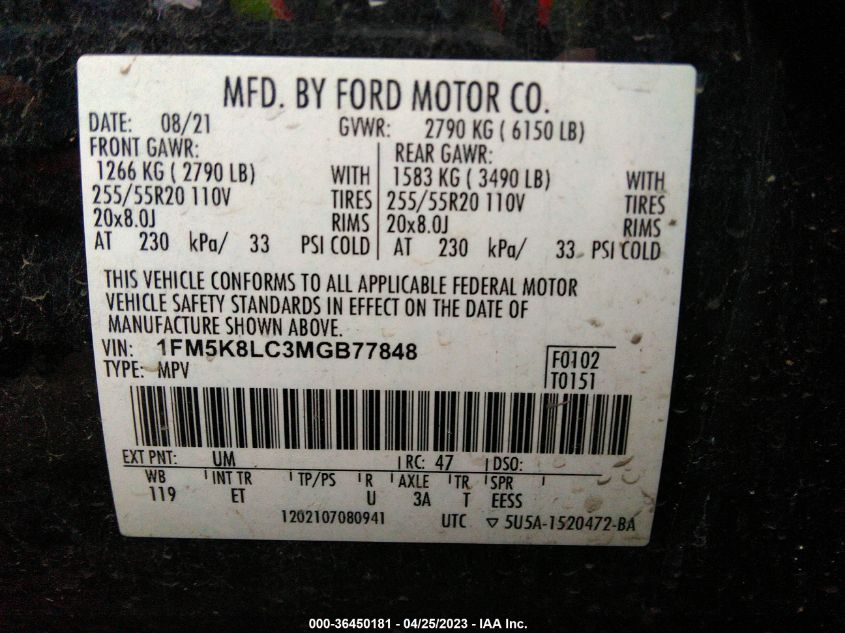 MFD. BY FORD MOTOR CO.
DATE: 08/21 GVWR: 2790 KG ( 6150 LB)
FRONT GAWR: REAR GAWR:
1266 KG ( 2790 LB) WITH 1583 KG ( 3490 LB) WITH
255/55R20 110V TIRES 255/55R20 110V TIRES
20x8.0J RIMS 20x8.0J RIMS
AT 230 kPa/ 33 PSI COLD AT 230 kPa/ 33 PSI COLD
THIS VEHICLE CONFORMS TO ALL APPLICABLE FEDERAL MOTOR
VEHICLE SAFETY STANDARDS IN EFFECT ON THE DATE OF
MANUFACTURE SHOWN ABOVE.
VIN: 1FM5K8LC3MGB77848 F0102
TYPE: MPV T0151
EXT PNT: UM RC: 47 DSO:
WB INT TR TP/PS R AXLE TR SPR
119 ET U 3A T EESS
1202107080941 UTC ▽ 5U5A-1520472-BA
000-36450181 - 04/25/2023 - IAA Inc.